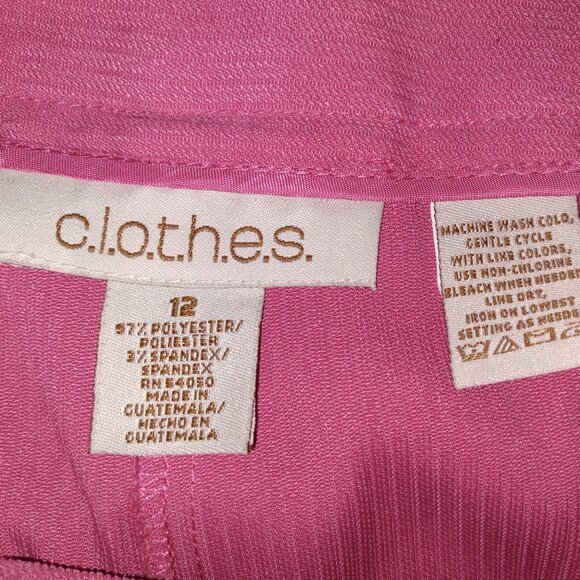 c.l.o.t.h.e.s.
12
97% POLYESTER/
POLIESTER
3% SPANDEX/
SPANDEX
RN 64050
MADE IN
GUATEMALA/
HECHO EN
GUATEMALA
MACHINE WASH COLD,
GENTLE CYCLE
WITH LIKE COLORS,
USE NON-CHLORINE
BLEACH WHEN NEEDED
LINE DRY,
IRON ON LOWEST
SETTING AS NEEDED